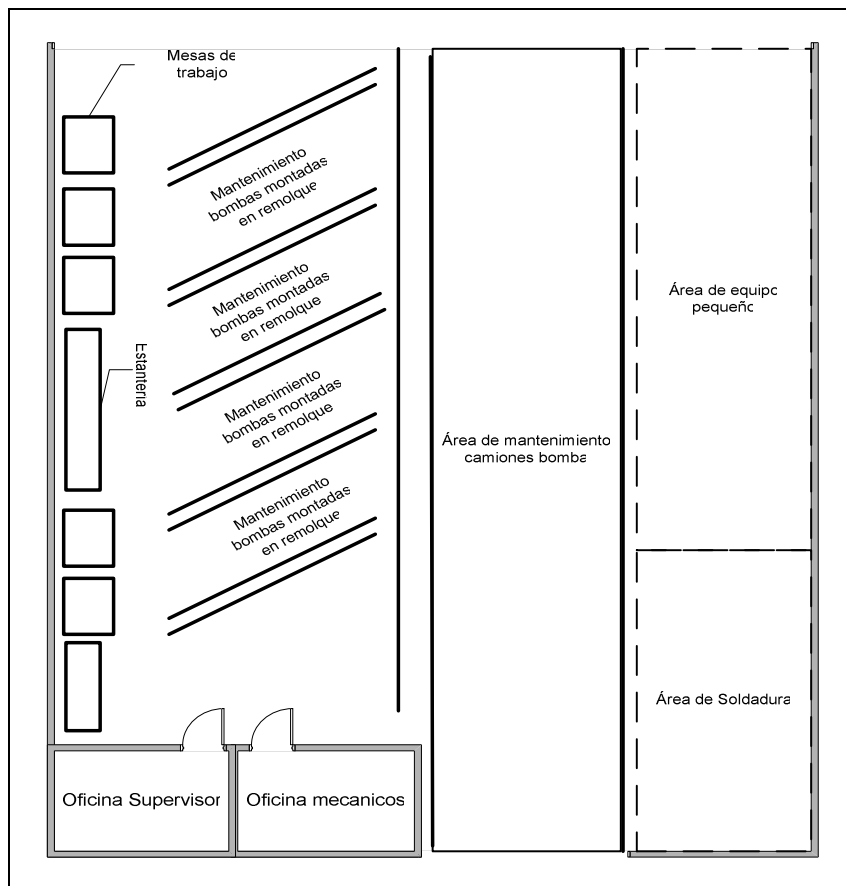 Mesas de
trabajo
Mantenimiento
bombas montadas
en remolque
Mantenimiento
bombas montadas
en remolque
Área de equipo
pequeño
Estanteria
Mantenimiento
bombas montadas
en remolque
Área de mantenimiento
camiones bomba
Mantenimiento
bombas montadas
en remolque
Área de Soldadura
Oficina Supervisor
Oficina mecanicos